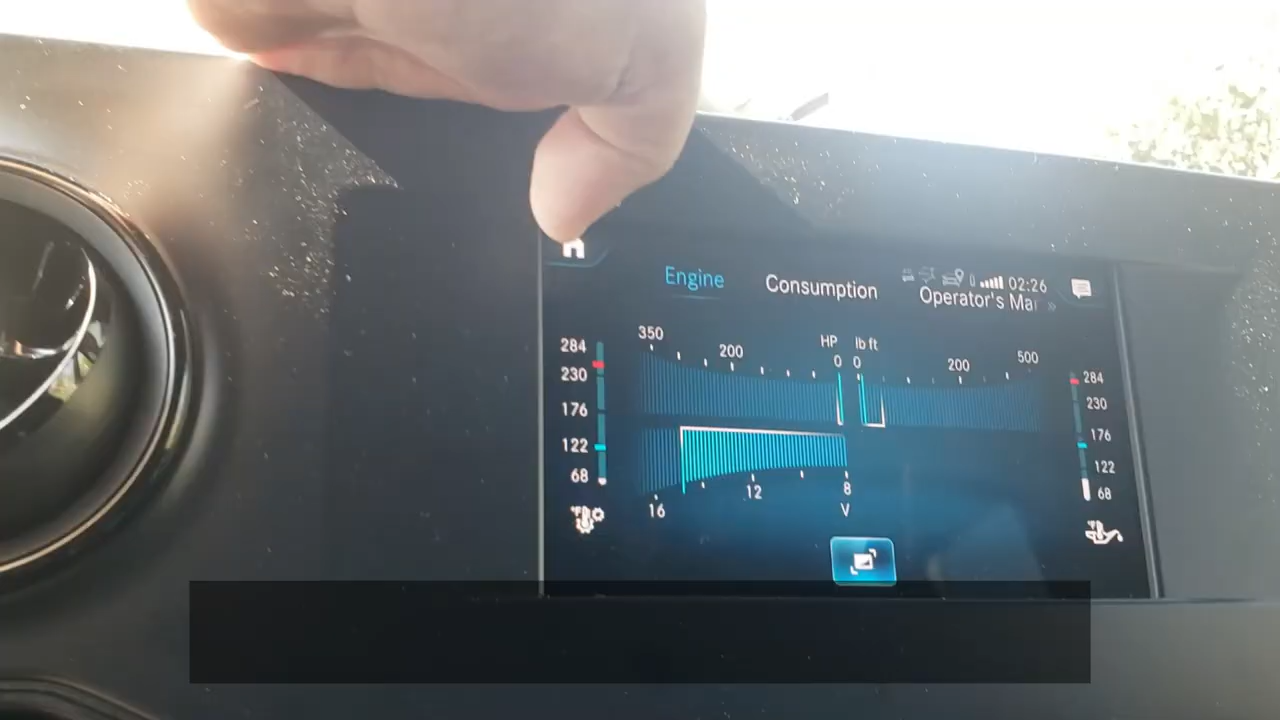 Engine
Consumption
02:26
Operator's Ma
284
230
176
122
68
°F
350
200
HP
0
0
lb ft
200
500
16
12
8
V
284
230
176
122
68
°F